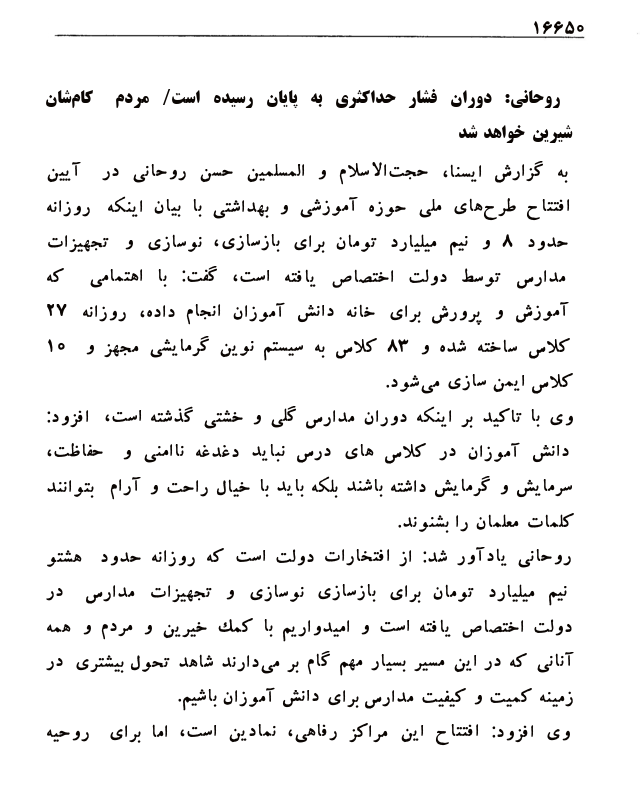 ۱۶۶۵۰
روحانی: دوران فشار حداکثری به پایان رسیده است/ مردم کام‌شان
شیرین خواهد شد
به گزارش ایسنا، حجت‌الاسلام و المسلمین حسن روحانی در آیین
افتتاح طرح‌های ملی حوزه آموزشی و بهداشتی با بیان اینکه روزانه
حدود ۸ و نیم میلیارد تومان برای بازسازی، نوسازی و تجهیزات
مدارس توسط دولت اختصاص یافته است، گفت: با اهتمامی که
آموزش و پرورش برای خانه دانش آموزان انجام داده، روزانه ۲۷
کلاس ساخته شده و ۸۳ کلاس به سیستم نوین گرمایشی مجهز و ۱۰
کلاس ایمن سازی می‌شود.
وی با تاکید بر اینکه دوران مدارس گلی و خشتی گذشته است، افزود:
دانش آموزان در کلاس های درس نباید دغدغه ناامنی و حفاظت،
سرمایش و گرمایش داشته باشند بلکه باید با خیال راحت و آرام بتوانند
کلمات معلمان را بشنوند.
روحانی یادآور شد: از افتخارات دولت است که روزانه حدود هشتو
نیم میلیارد تومان برای بازسازی نوسازی و تجهیزات مدارس در
دولت اختصاص یافته است و امیدواریم با کمک خیرین و مردم و همه
آنانی که در این مسیر بسیار مهم گام بر می‌دارند شاهد تحول بیشتری در
زمینه کمیت و کیفیت مدارس برای دانش آموزان باشیم.
وی افزود: افتتاح این مراکز رفاهی، نمادین است، اما برای روحیه